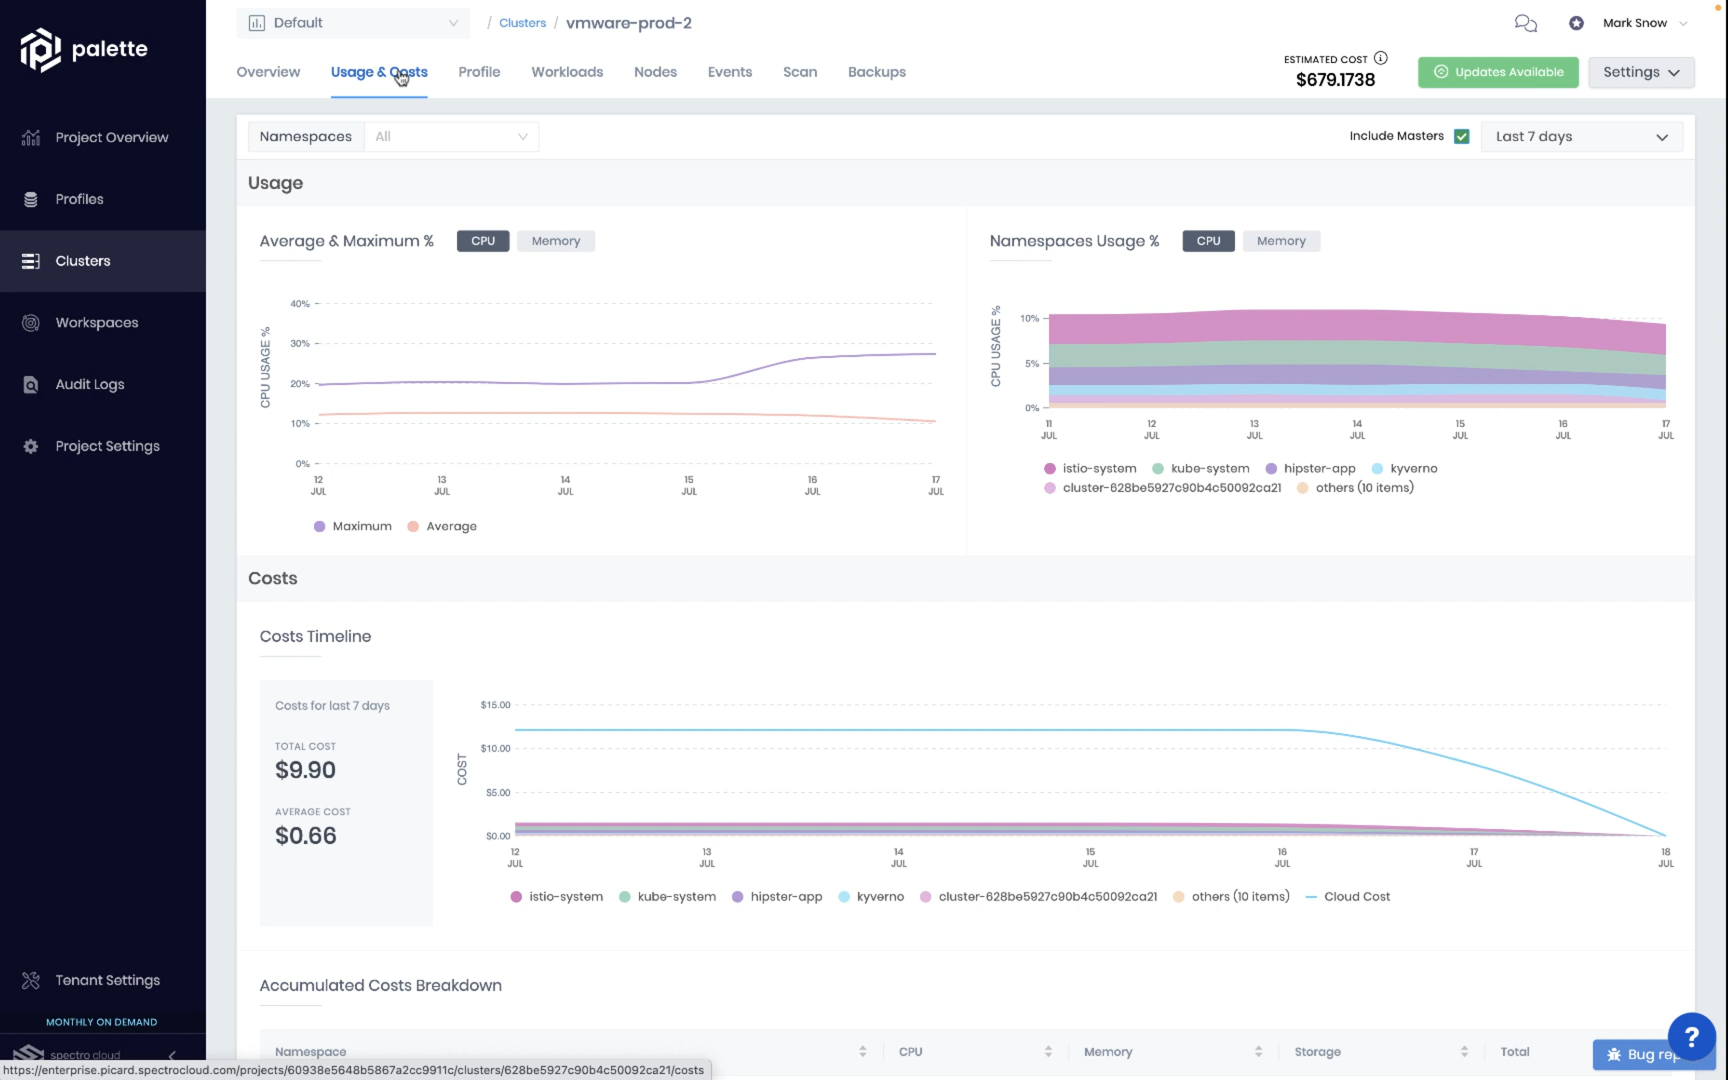 palette
Default
/ Clusters / vmware-prod-2
Mark Snow
Overview
Usage & Costs
Profile
Workloads
Nodes
Events
Scan
Backups
ESTIMATED COST
$679.1738
Updates Available
Settings
Project Overview
Profiles
Clusters
Workspaces
Audit Logs
Project Settings
Tenant Settings
MONTHLY ON DEMAND
spectro cloud
Namespaces
All
Include Masters
Last 7 days
Usage
Average & Maximum %
CPU
Memory
CPU USAGE %
40%
30%
20%
10%
0%
12 JUL
13 JUL
14 JUL
15 JUL
16 JUL
17 JUL
Maximum
Average
Namespaces Usage %
CPU
Memory
CPU USAGE %
10%
5%
0%
11 JUL
12 JUL
13 JUL
14 JUL
15 JUL
16 JUL
17 JUL
istio-system
kube-system
hipster-app
kyverno
cluster-628be5927c90b4c50092ca21
others (10 items)
Costs
Costs Timeline
Costs for last 7 days
TOTAL COST
$9.90
AVERAGE COST
$0.66
COST
$15.00
$10.00
$5.00
$0.00
12 JUL
13 JUL
14 JUL
15 JUL
16 JUL
17 JUL
18 JUL
istio-system
kube-system
hipster-app
kyverno
cluster-628be5927c90b4c50092ca21
others (10 items)
Cloud Cost
Accumulated Costs Breakdown
Namespace
CPU
Memory
Storage
Total
?
Bug rep
https://enterprise.picard.spectrocloud.com/projects/60938e5648b5867a2cc9911c/clusters/628be5927c90b4c50092ca21/costs